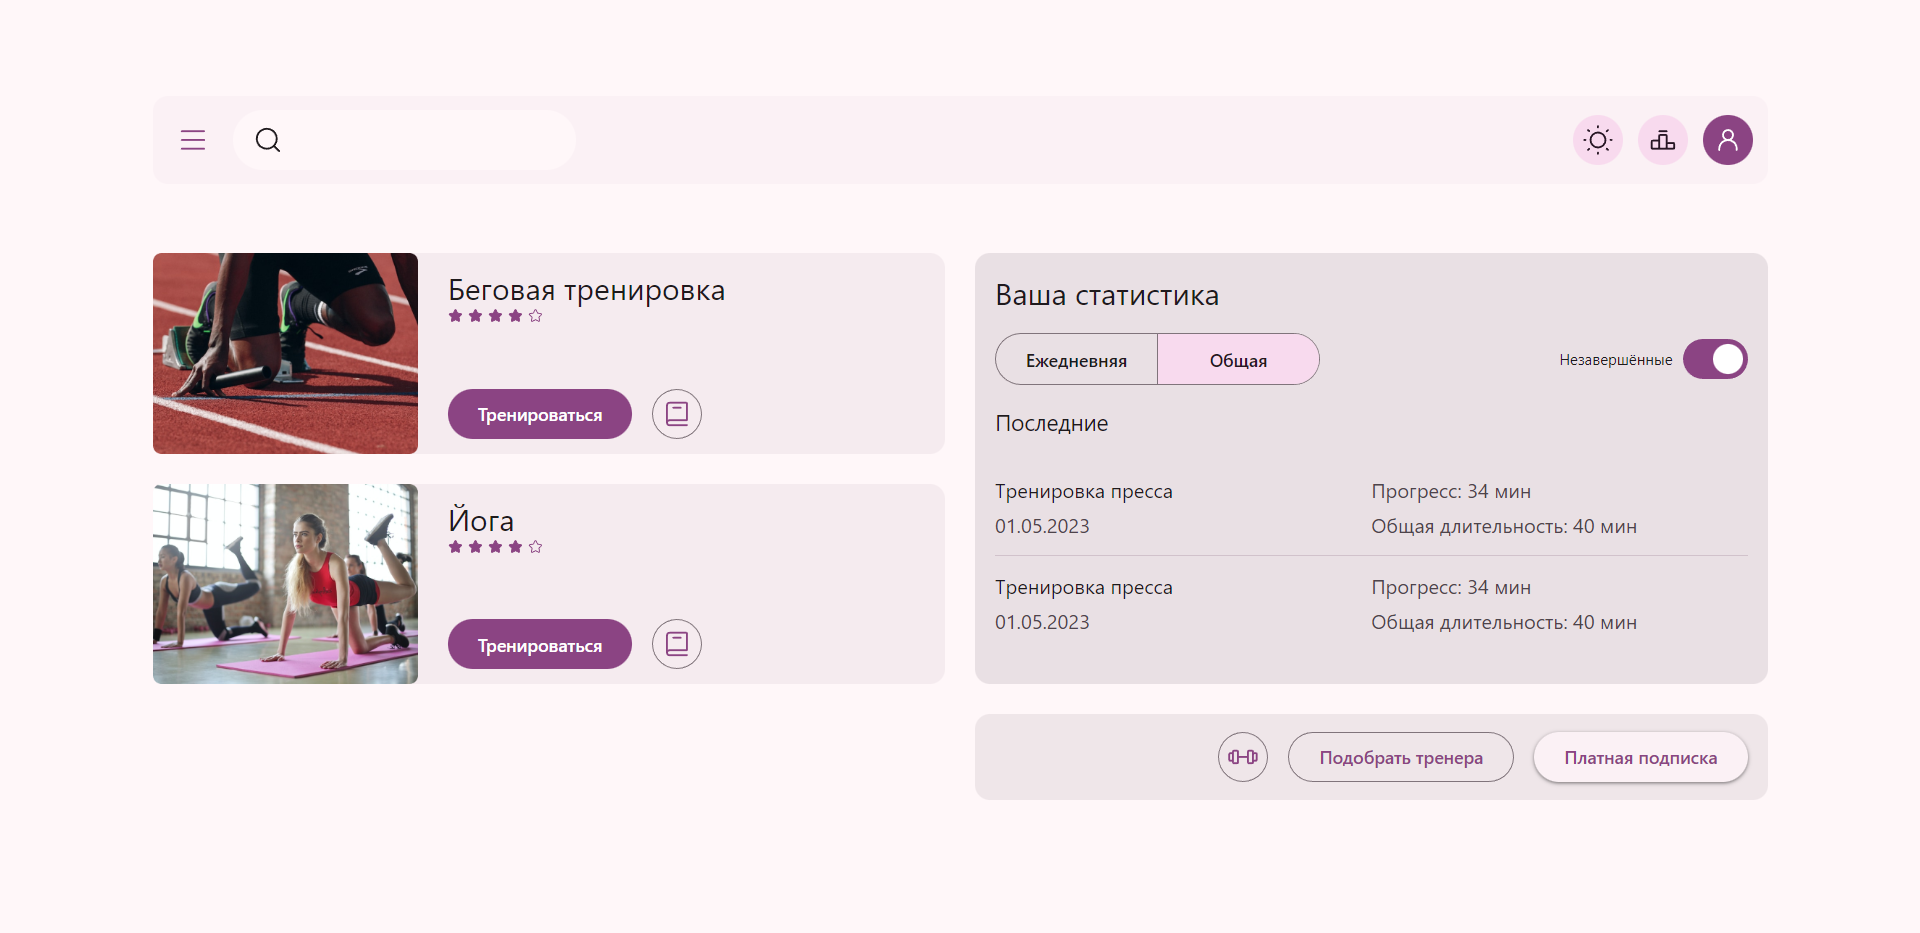 Беговая тренировка
Тренироваться
Йога
Тренироваться
Ваша статистика
Ежедневняя
Общая
Незавершённые
Последние
Тренировка пресса
Прогресс: 34 мин
01.05.2023
Общая длительность: 40 мин
Тренировка пресса
Прогресс: 34 мин
01.05.2023
Общая длительность: 40 мин
Подобрать тренера
Платная подписка